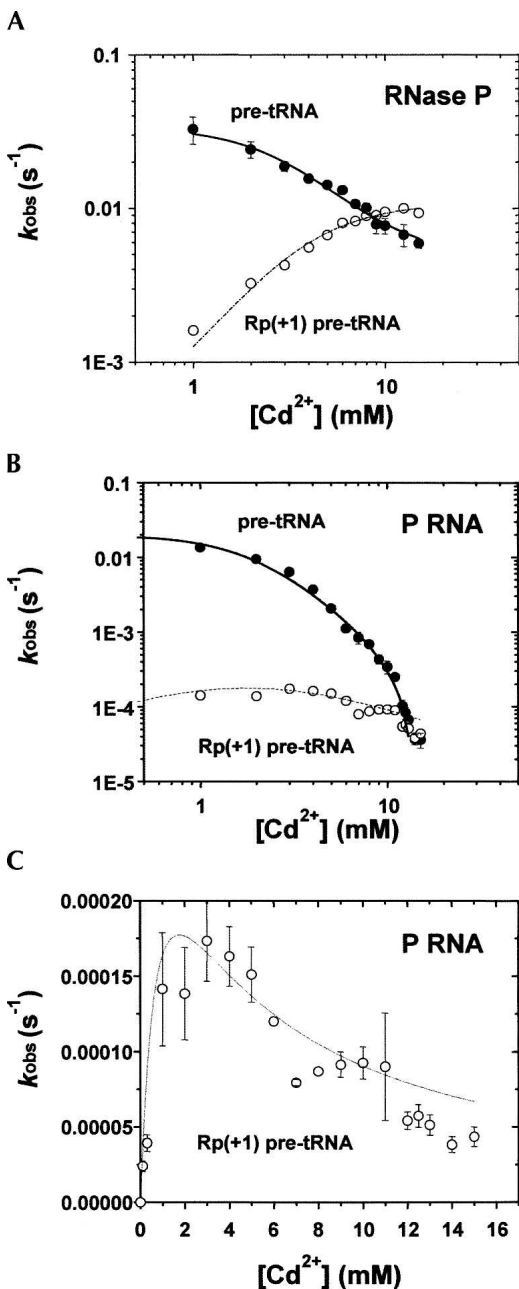 A
0.1
RNase P
pre-tRNA
kobs (s-1)
0.01
Rp(+1) pre-tRNA
1E-3
1 10
[Cd2+] (mM)
B
0.1
pre-tRNA
P RNA
0.01
kobs (s-1)
1E-3
1E-4
Rp(+1) pre-tRNA
1E-5
1 10
[Cd2+] (mM)
C
0.00020
P RNA
0.00015
kobs (s-1)
0.00010
0.00005
Rp(+1) pre-tRNA
0.00000
0 2 4 6 8 10 12 14 16
[Cd2+] (mM)